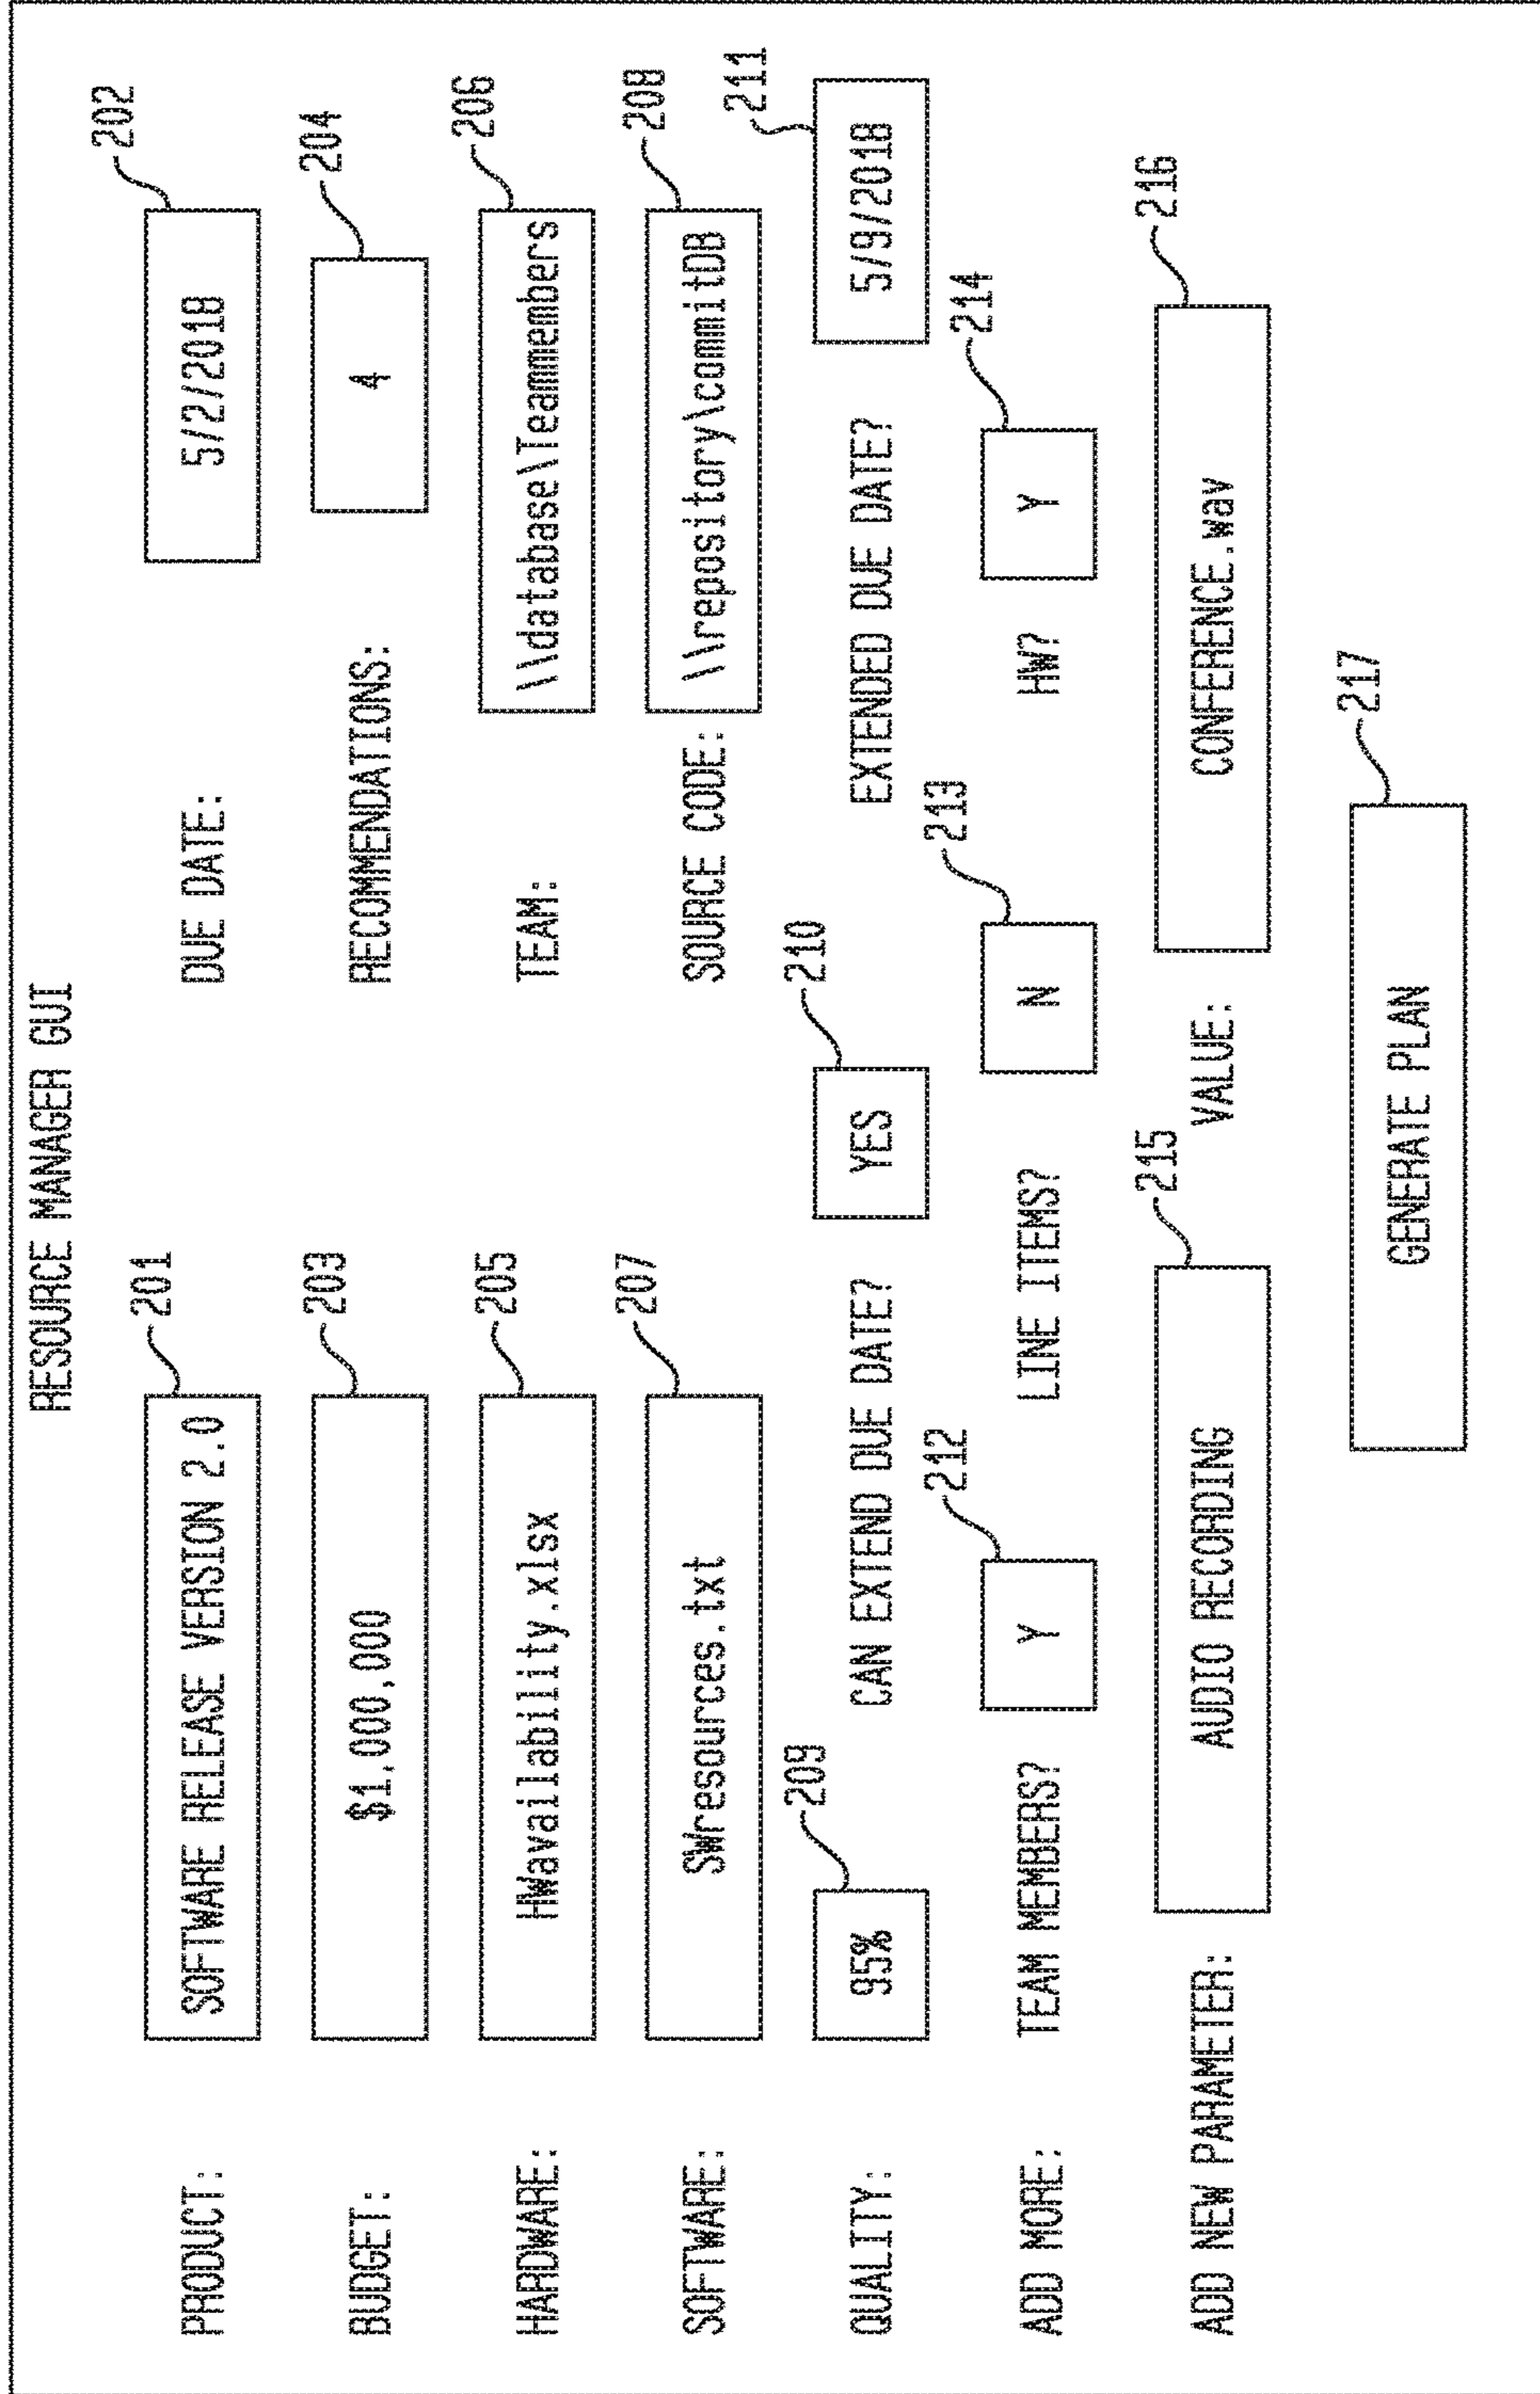 RESOURCE MANAGER GUI
PRODUCT: SOFTWARE RELEASE VERSION 2.0 201 DUE DATE: 5/2/2018 202
BUDGET: $1,000,000 203 RECOMMENDATIONS: 4 204
HARDWARE: HWavailability.xlsx 205 TEAM: \\database\Teammembers 206
SOFTWARE: SWresources.txt 207 SOURCE CODE: \\repository\commitDB 208
QUALITY: 95% 209 CAN EXTEND DUE DATE? YES 210 EXTENDED DUE DATE? 5/9/2018 211
ADD MORE: TEAM MEMBERS? Y 212 LINE ITEMS? N 213 HW? Y 214
ADD NEW PARAMETER: AUDIO RECORDING 215 VALUE: CONFERENCE.wav 216
GENERATE PLAN 217